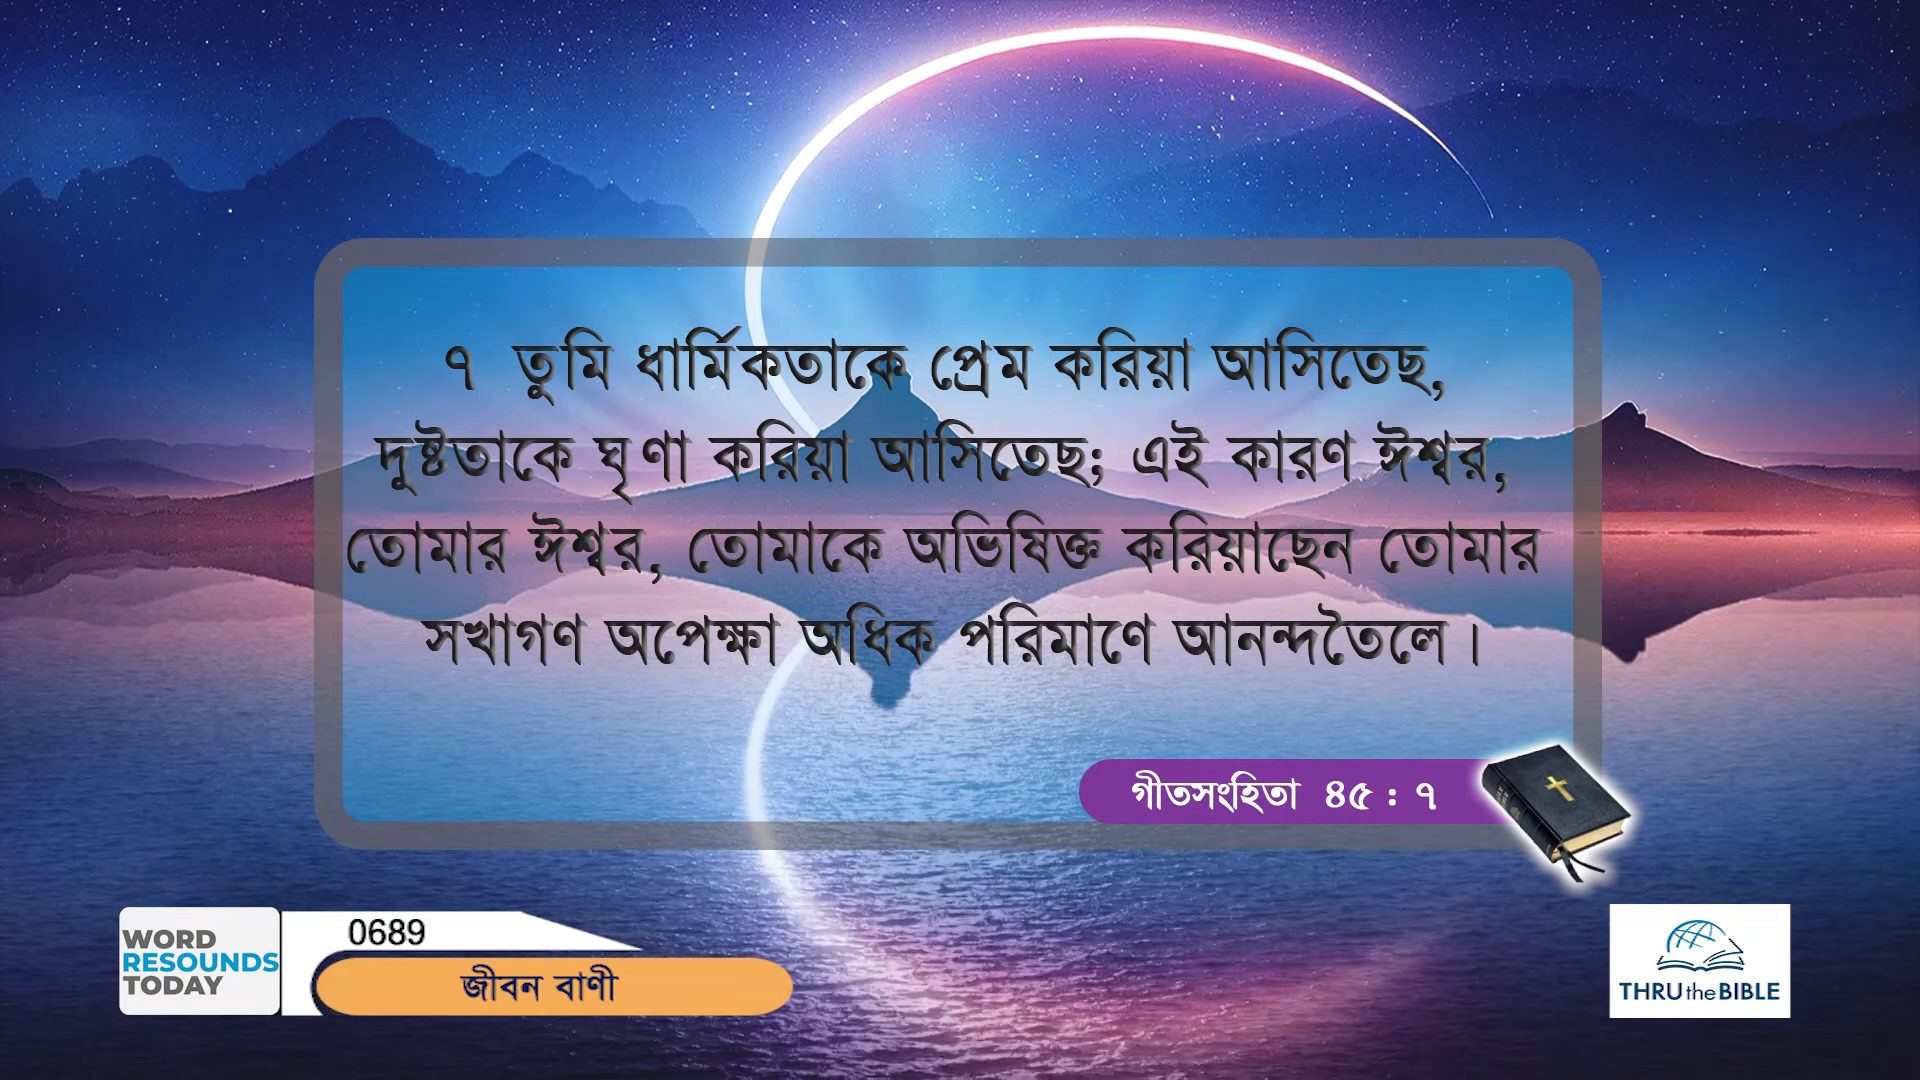 ৭ তুমি ধার্মিকতাকে প্রেম করিয়া আসিতেছ,
দুষ্টতাকে ঘৃণা করিয়া আসিতেছ; এই কারণ ঈশ্বর,
তোমার ঈশ্বর, তোমাকে অভিষিক্ত করিয়াছেন তোমার
সখাগণ অপেক্ষা অধিক পরিমাণে আনন্দতৈলে।
গীতসংহিতা ৪৫ : ৭
WORD
RESOUNDS
TODAY
0689
জীবন বাণী
THRU the BIBLE